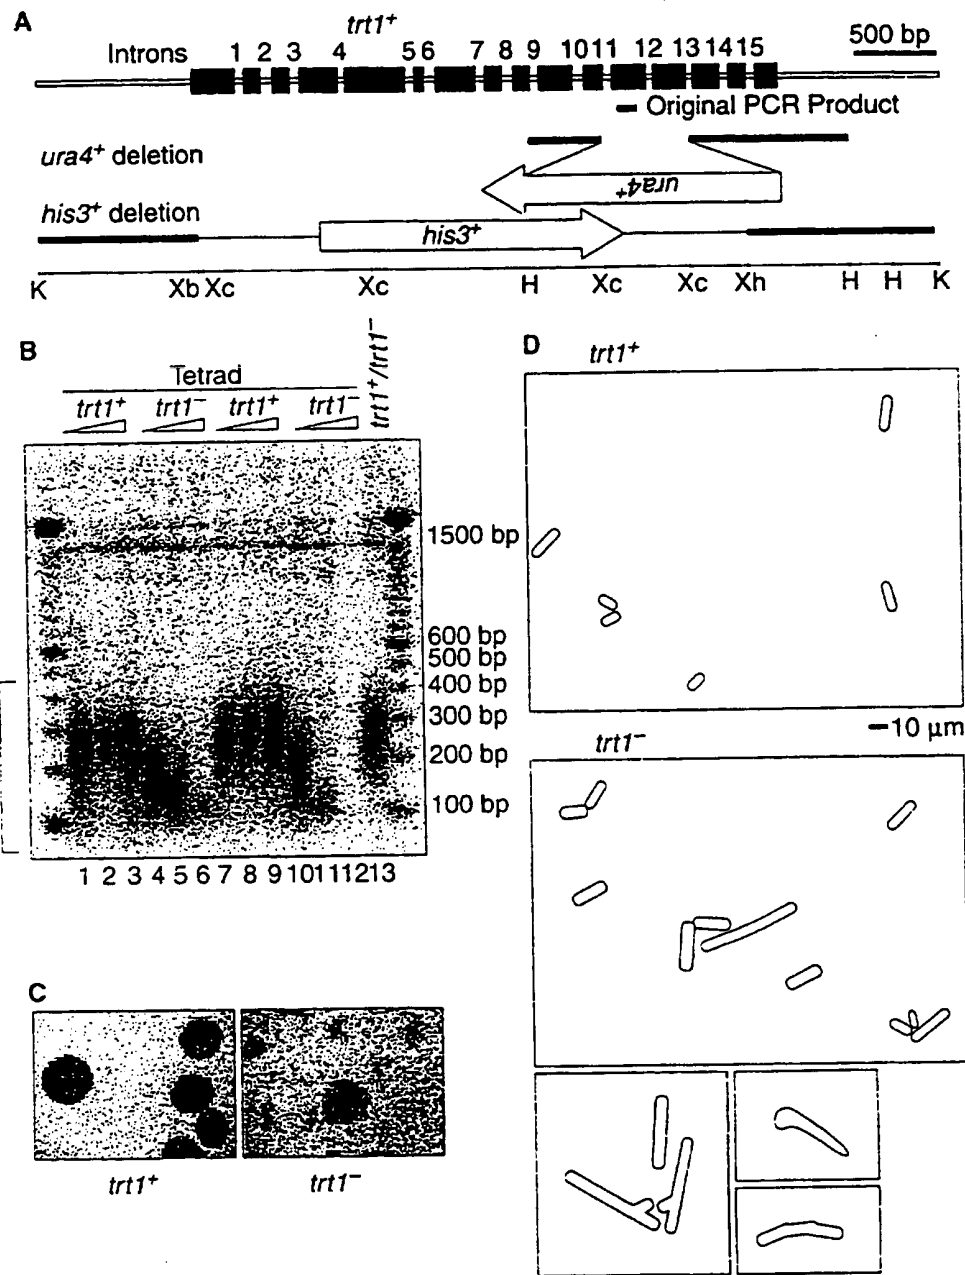 A
trt1+
Introns 1 2 3 4 5 6 7 8 9 10 11 12 13 14 15
500 bp
Original PCR Product
ura4+ deletion
ura4+
his3+ deletion
his3+
K Xb Xc Xc H Xc Xc Xh H H K
B
Tetrad
trt1+ trt1− trt1+ trt1− trt1+/trt1−
1500 bp
600 bp
500 bp
400 bp
300 bp
200 bp
100 bp
1 2 3 4 5 6 7 8 9 10 11 12 13
C
trt1+ trt1−
D
trt1+
10 µm
trt1−